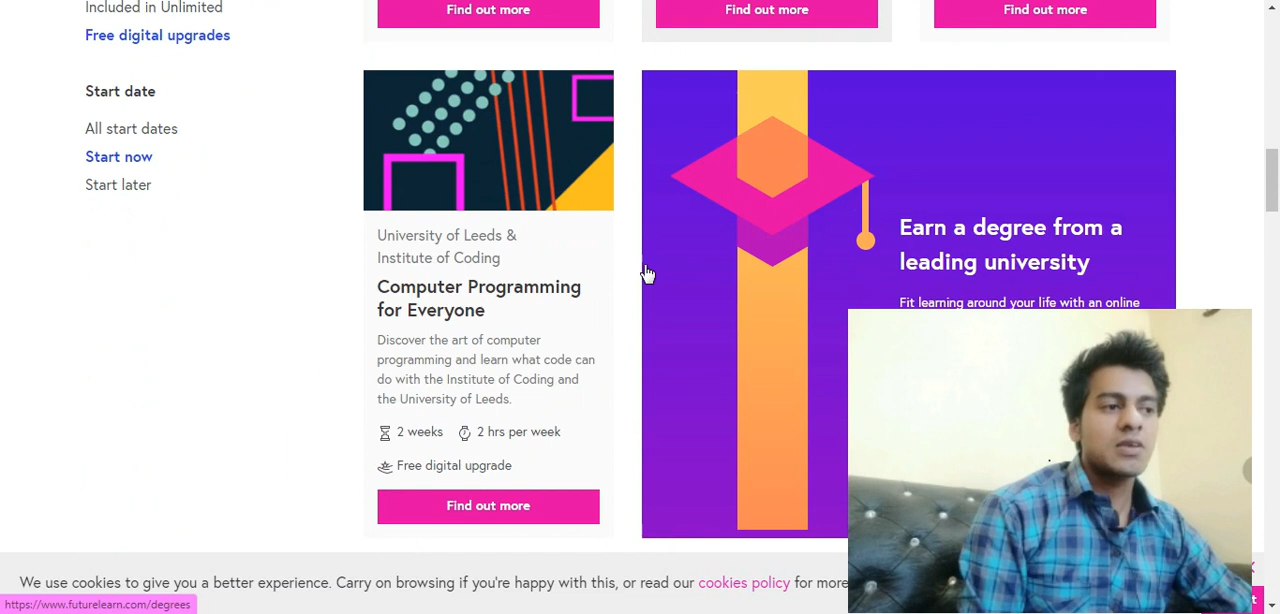 Included in Unlimited
Free digital upgrades
Start date
All start dates
Start now
Start later
Find out more
Find out more
Find out more
University of Leeds &
Institute of Coding
Computer Programming
for Everyone
Discover the art of computer
programming and learn what code can
do with the Institute of Coding and
the University of Leeds.
2 weeks 2 hrs per week
Free digital upgrade
Find out more
Earn a degree from a
leading university
Fit learning around your life with an online
We use cookies to give you a better experience. Carry on browsing if you're happy with this, or read our cookies policy for more
https://www.futurelearn.com/degrees